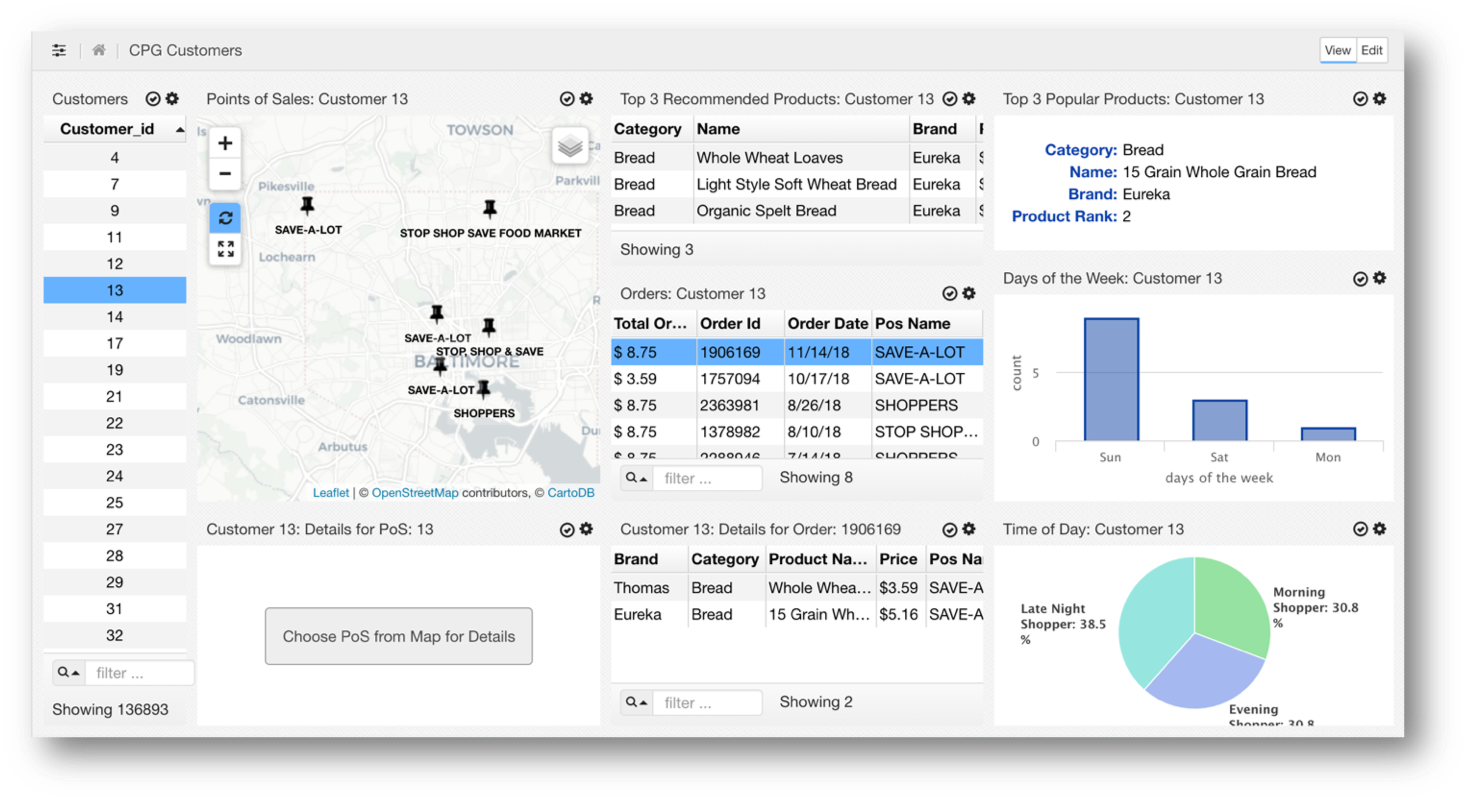 CPG Customers
View Edit
Customers
Customer_id
4
7
9
11
12
13
14
17
19
21
22
23
24
25
27
28
29
31
32
filter ...
Showing 136893
Points of Sales: Customer 13
+
−
TOWSON
Pikesville
Parkvill
SAVE-A-LOT
STOP SHOP SAVE FOOD MARKET
Lochearn
Woodlawn
SAVE-A-LOT
STOP, SHOP & SAVE
BALTIMORE
SAVE-A-LOT
SHOPPERS
Catonsville
Arbutus
Leaflet | © OpenStreetMap contributors, © CartoDB
Customer 13: Details for PoS: 13
Choose PoS from Map for Details
Top 3 Recommended Products: Customer 13
Category Name Brand
Bread Whole Wheat Loaves Eureka
Bread Light Style Soft Wheat Bread Eureka
Bread Organic Spelt Bread Eureka
Showing 3
Orders: Customer 13
Total Or... Order Id Order Date Pos Name
$ 8.75 1906169 11/14/18 SAVE-A-LOT
$ 3.59 1757094 10/17/18 SAVE-A-LOT
$ 8.75 2363981 8/26/18 SHOPPERS
$ 8.75 1378982 8/10/18 STOP SHOP...
$ 8.75 2288946 7/14/18 SHOPPERS
filter ... Showing 8
Customer 13: Details for Order: 1906169
Brand Category Product Na... Price Pos Na
Thomas Bread Whole Whea... $3.59 SAVE-A
Eureka Bread 15 Grain Wh... $5.16 SAVE-A
filter ... Showing 2
Top 3 Popular Products: Customer 13
Category: Bread
Name: 15 Grain Whole Grain Bread
Brand: Eureka
Product Rank: 2
Days of the Week: Customer 13
count
5
0
Sun Sat Mon
days of the week
Time of Day: Customer 13
Morning
Shopper: 30.8
%
Late Night
Shopper: 38.5
%
Evening
Shopper: 30.8